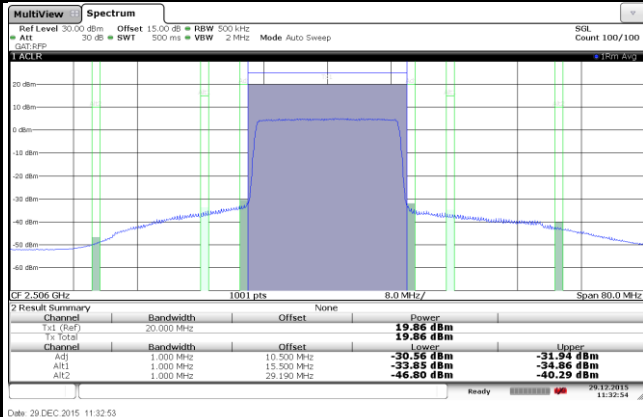 MultiView Spectrum
Ref Level 30.00 dBm Offset 15.00 dB RBW 500 kHz SGL
Att 30 dB SWT 500 ms VBW 2 MHz Mode Auto Sweep Count 100/100
GAT:RFP
1 ACLR 1Rm Avg
20 dBm
10 dBm
0 dBm
-10 dBm
-20 dBm
-30 dBm
-40 dBm
-50 dBm
-60 dBm
CF 2.506 GHz 1001 pts 8.0 MHz/ Span 80.0 MHz
2 Result Summary None
Channel Bandwidth Offset Power
Tx1 (Ref) 20.000 MHz 19.86 dBm
Tx Total 19.86 dBm
Channel Bandwidth Offset Lower Upper
Adj 1.000 MHz 10.500 MHz -30.56 dBm -31.94 dBm
Alt1 1.000 MHz 15.500 MHz -33.85 dBm -34.86 dBm
Alt2 1.000 MHz 29.190 MHz -46.80 dBm -40.29 dBm
Ready 29.12.2015
11:32:54
Date: 29.DEC.2015 11:32:53